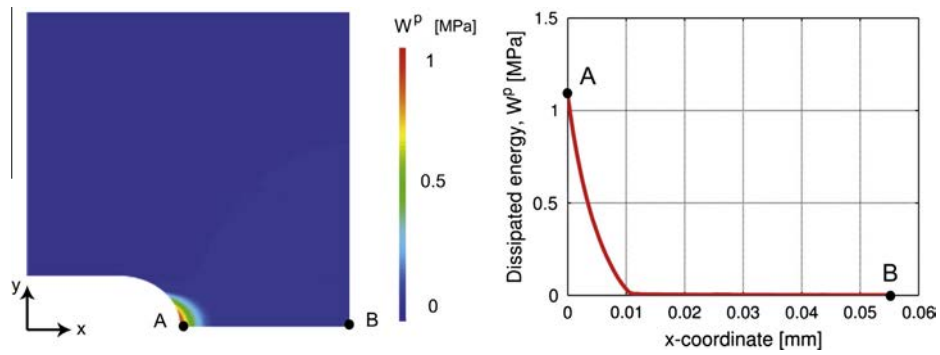 W^p [MPa]
1
0.5
0
y
x
A
B
Dissipated energy, W^p [MPa]
1.5
1
0.5
0
A
B
0 0.01 0.02 0.03 0.04 0.05 0.06
x-coordinate [mm]